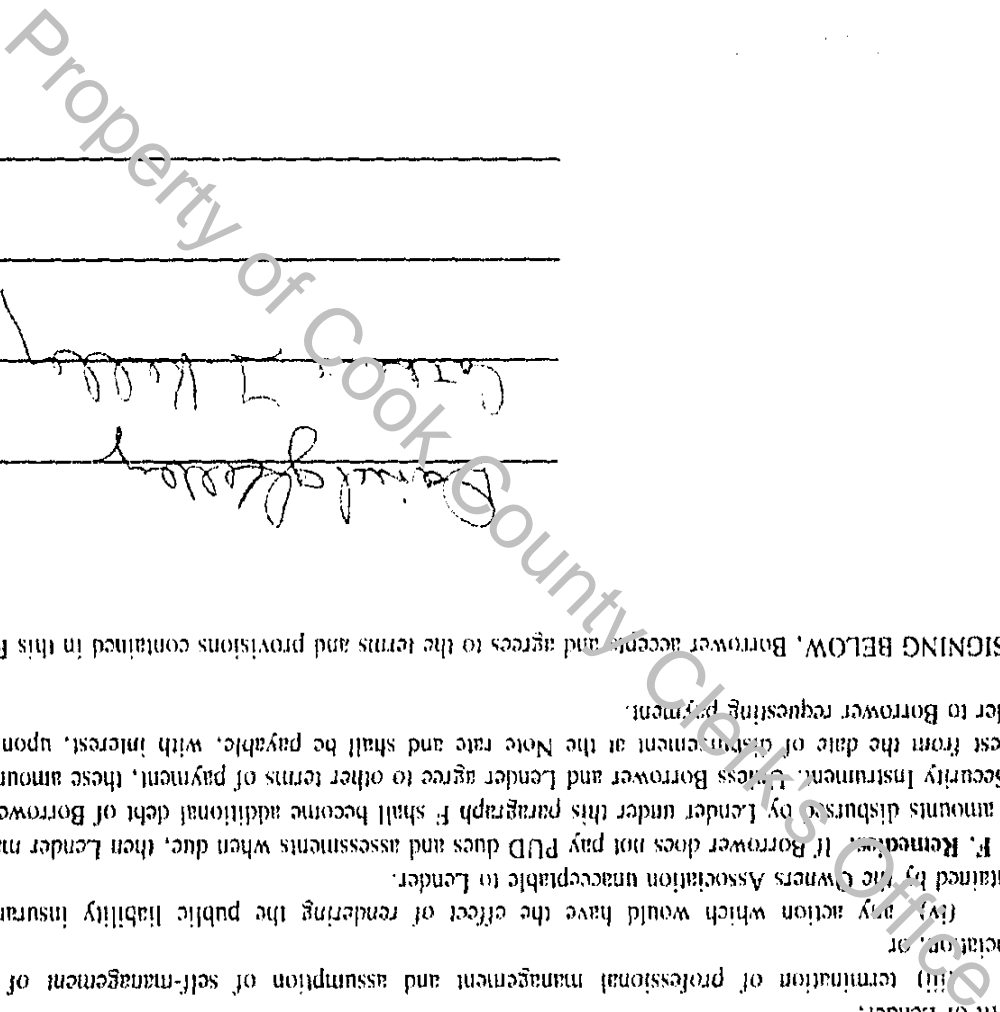 nt of Lender;
(iii) termination of professional management and assumption of self-management of
ciation; or
(iv) any action which would have the effect of rendering the public liability insuran
ntained by the Owners Association unacceptable to Lender.
F. Remedies. If Borrower does not pay PUD dues and assessments when due, then Lender ma
amounts disbursed by Lender under this paragraph F shall become additional debt of Borrowe
Security Instrument. Unless Borrower and Lender agree to other terms of payment, these amoun
est from the date of disbursement at the Note rate and shall be payable, with interest, upon
der to Borrower requesting payment.
SIGNING BELOW, Borrower accepts and agrees to the terms and provisions contained in this P
Daniel
Property of Cook County Clerk's Office